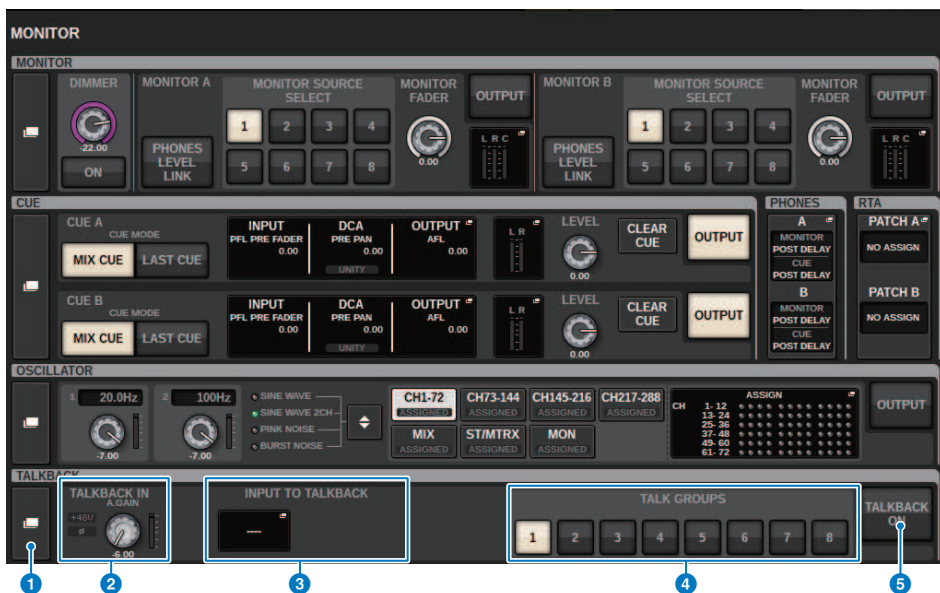 MONITOR
MONITOR
DIMMER
-22.00
ON
MONITOR A
PHONES LEVEL LINK
MONITOR SOURCE SELECT
1 2 3 4
5 6 7 8
MONITOR FADER
0.00
OUTPUT
L R C
MONITOR B
PHONES LEVEL LINK
MONITOR SOURCE SELECT
1 2 3 4
5 6 7 8
MONITOR FADER
0.00
OUTPUT
L R C
CUE
CUE A
CUE MODE
MIX CUE LAST CUE
INPUT
PFL PRE FADER
0.00
DCA
PRE PAN
0.00
UNITY
OUTPUT
AFL
0.00
L R
LEVEL
0.00
CLEAR CUE
OUTPUT
CUE B
CUE MODE
MIX CUE LAST CUE
INPUT
PFL PRE FADER
0.00
DCA
PRE PAN
0.00
UNITY
OUTPUT
AFL
0.00
L R
LEVEL
0.00
CLEAR CUE
OUTPUT
PHONES
A
MONITOR
POST DELAY
CUE
POST DELAY
B
MONITOR
POST DELAY
CUE
POST DELAY
RTA
PATCH A
NO ASSIGN
PATCH B
NO ASSIGN
OSCILLATOR
1 20.0Hz
-7.00
2 100Hz
-7.00
SINE WAVE
SINE WAVE 2CH
PINK NOISE
BURST NOISE
CH1-72
ASSIGNED
CH73-144
ASSIGNED
CH145-216
ASSIGNED
CH217-288
ASSIGNED
MIX
ASSIGNED
ST/MTRX
ASSIGNED
MON
ASSIGNED
ASSIGN
CH 1- 12
13- 24
25- 36
37- 48
49- 60
61- 72
OUTPUT
TALKBACK
TALKBACK IN
A.GAIN
+48V
Ø
-6.00
INPUT TO TALKBACK
----
TALK GROUPS
1 2 3 4 5 6 7 8
TALKBACK ON
1 2 3 4 5